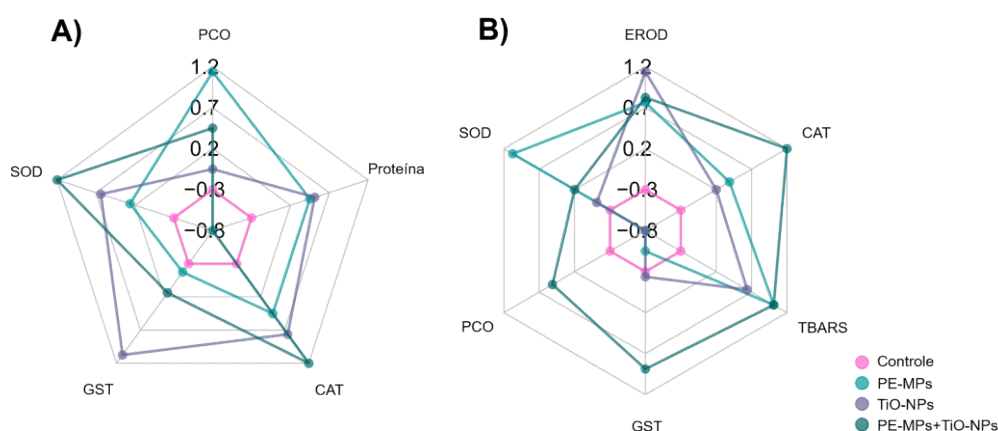 A)
PCO
1.2
0.7
0.2
−0.3
−0.8
Proteína
SOD
GST
CAT
B)
EROD
1.2
0.7
0.2
−0.3
−0.8
SOD
CAT
PCO
TBARS
GST
Controle
PE-MPs
TiO-NPs
PE-MPs+TiO-NPs